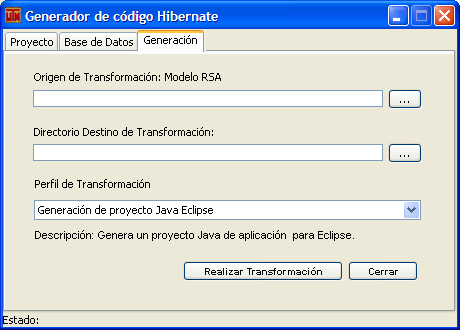 UTN Generador de código Hibernate
Proyecto Base de Datos Generación
Origen de Transformación: Modelo RSA
...
Directorio Destino de Transformación:
...
Perfil de Transformación
Generación de proyecto Java Eclipse
Descripción: Genera un proyecto Java de aplicación para Eclipse.
Realizar Transformación Cerrar
Estado: